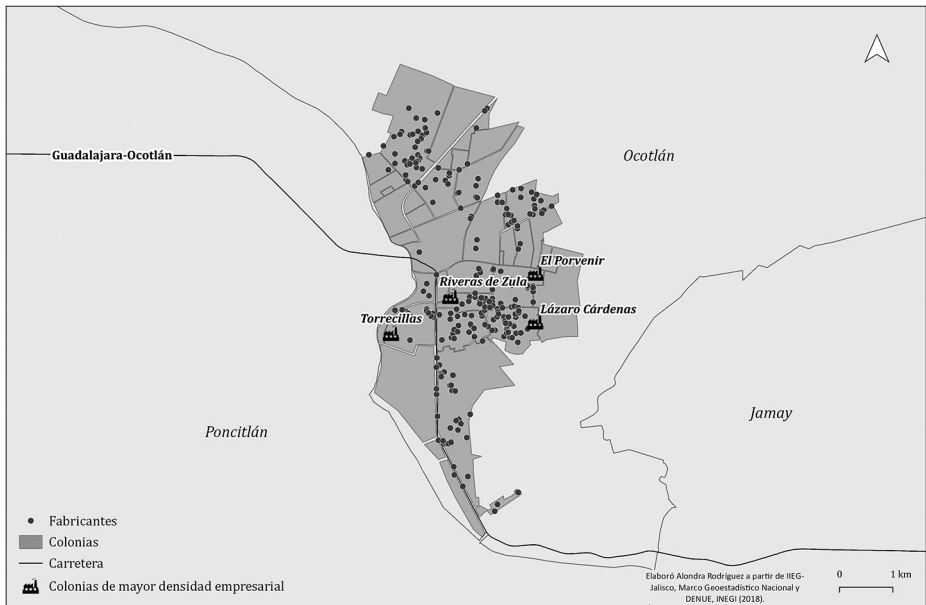 Guadalajara-Ocotlán
Ocotlán
El Porvenir
Riveras de Zula
Lázaro Cárdenas
Torrecillas
Jamay
Poncitlán
Fabricantes
Colonias
Carretera
Colonias de mayor densidad empresarial
Elaboró Alondra Rodríguez a partir de IIEG-
Jalisco, Marco Geoestadístico Nacional y
DENUE, INEGI (2018).
0 1 km